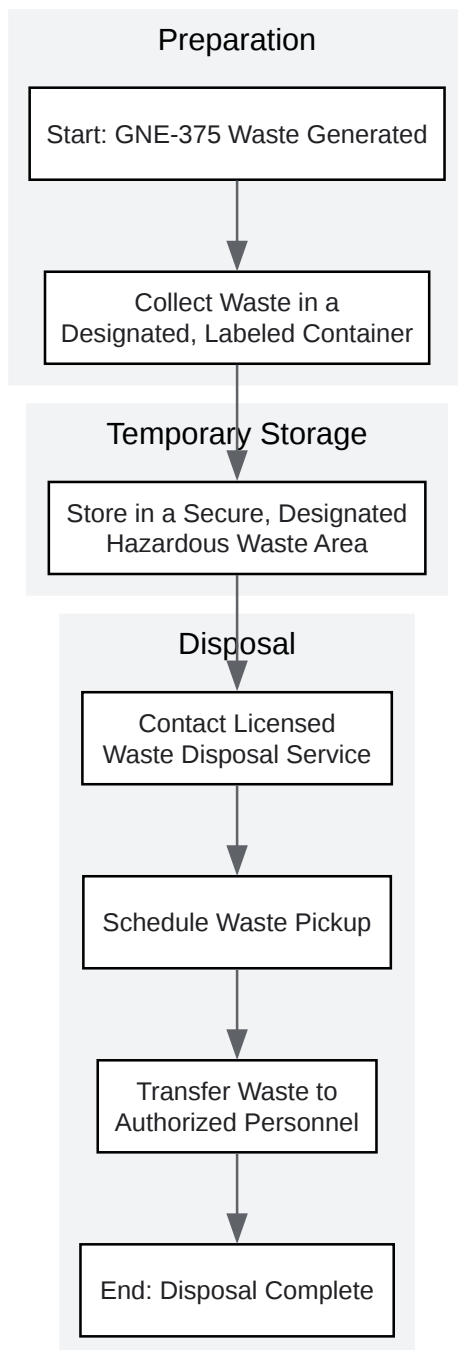 Preparation
Start: GNE-375 Waste Generated
Collect Waste in a
Designated, Labeled Container
Temporary Storage
Store in a Secure, Designated
Hazardous Waste Area
Disposal
Contact Licensed
Waste Disposal Service
Schedule Waste Pickup
Transfer Waste to
Authorized Personnel
End: Disposal Complete